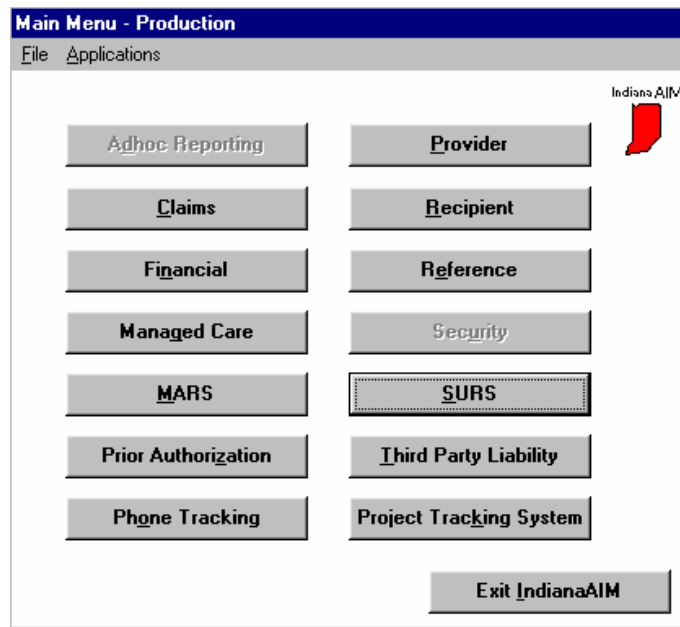 Main Menu - Production
File Applications
Indiana AIM
Adhoc Reporting Provider
Claims Recipient
Financial Reference
Managed Care Security
MARS SURS
Prior Authorization Third Party Liability
Phone Tracking Project Tracking System
Exit IndianaAIM